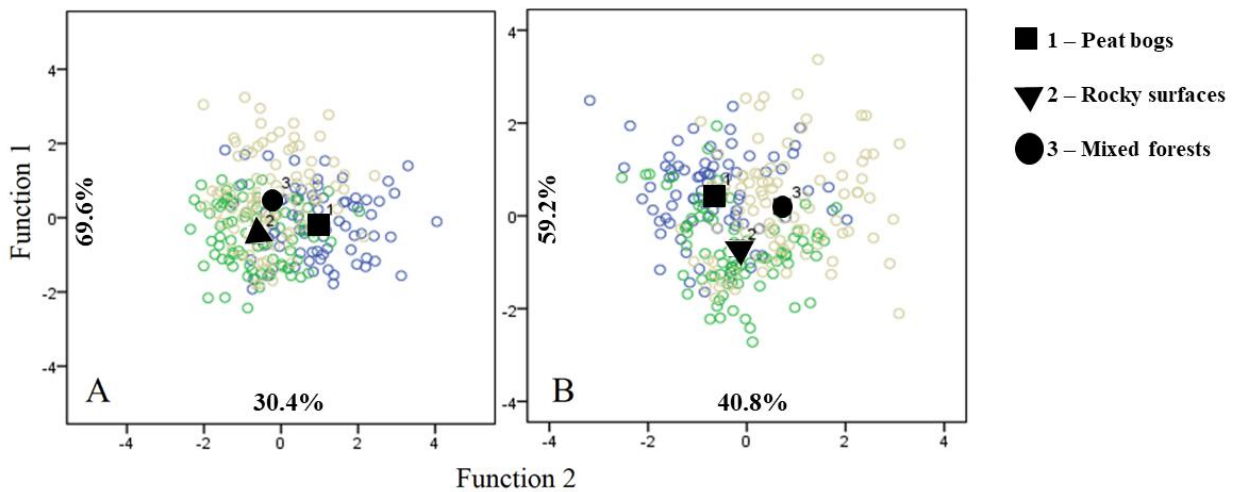 4
2
0
-2
-4
Function 1
69.6%
3
2
1
A
30.4%
-4 -2 0 2 4
4
2
0
-2
-4
59.2%
1
3
2
B
40.8%
-4 -2 0 2 4
Function 2
1 – Peat bogs
2 – Rocky surfaces
3 – Mixed forests